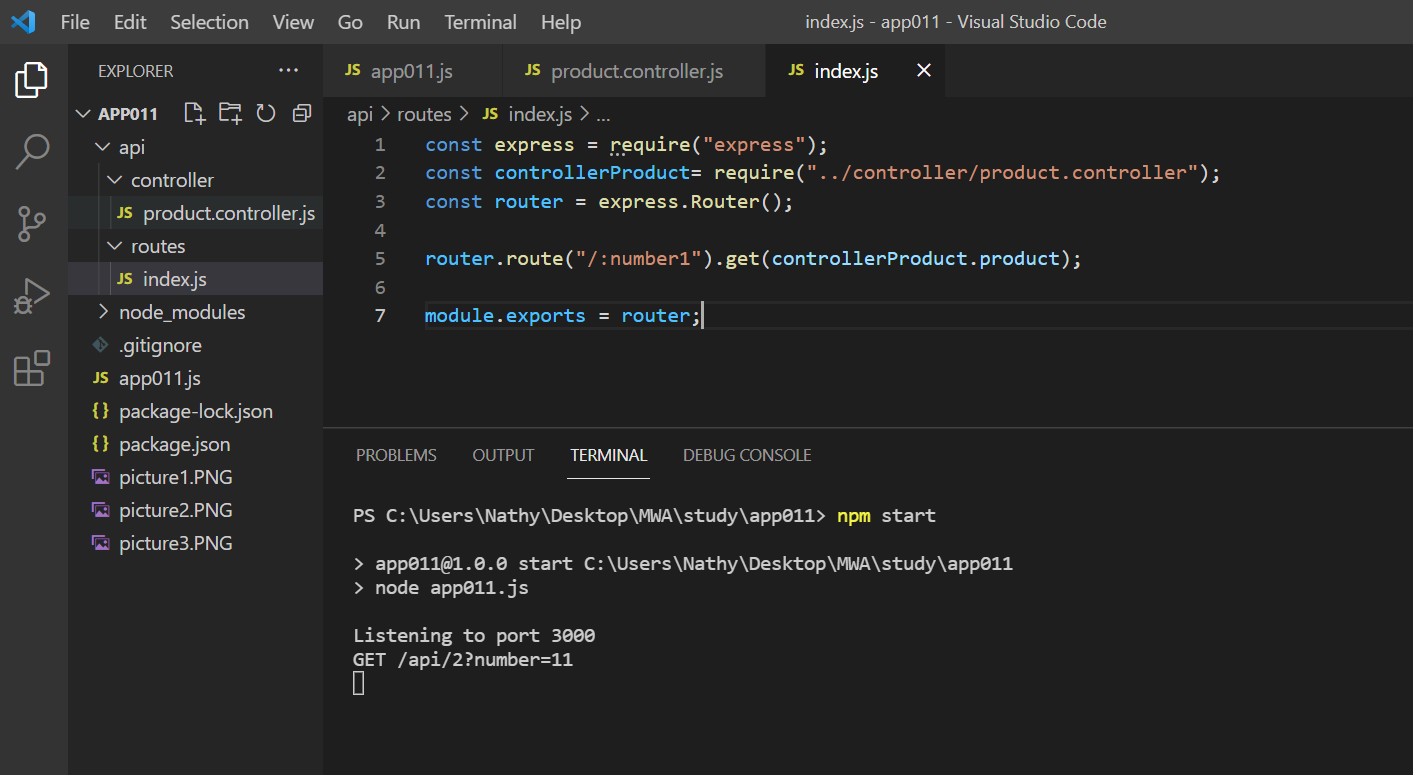 File Edit Selection View Go Run Terminal Help index.js - app011 - Visual Studio Code
EXPLORER ...
APP011
api
controller
JS product.controller.js
routes
JS index.js
node_modules
.gitignore
JS app011.js
{} package-lock.json
{} package.json
picture1.PNG
picture2.PNG
picture3.PNG
JS app011.js JS product.controller.js JS index.js
api > routes > JS index.js > ...
1 const express = require("express");
2 const controllerProduct= require("../controller/product.controller");
3 const router = express.Router();
4
5 router.route("/:number1").get(controllerProduct.product);
6
7 module.exports = router;
PROBLEMS OUTPUT TERMINAL DEBUG CONSOLE
PS C:\Users\Nathy\Desktop\MWA\study\app011> npm start
> app011@1.0.0 start C:\Users\Nathy\Desktop\MWA\study\app011
> node app011.js
Listening to port 3000
GET /api/2?number=11